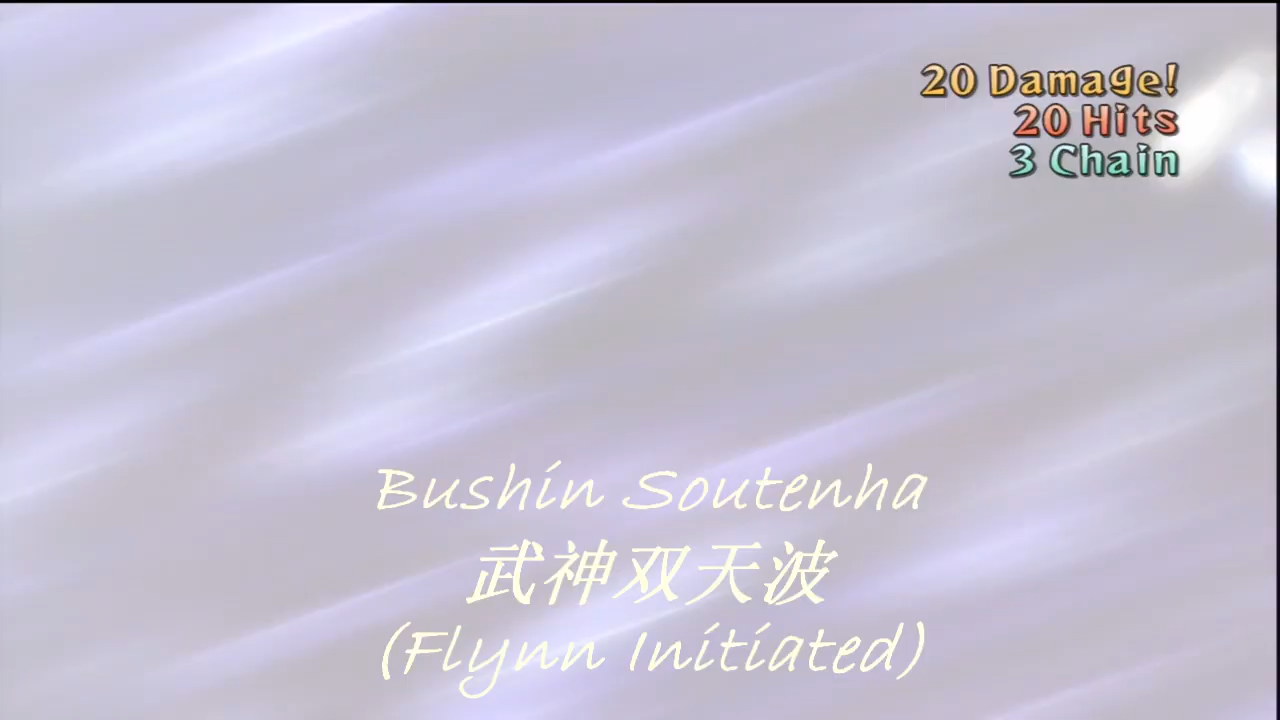 20 Damage!
20 Hits
3 Chain
Bushin Soutenha
武神双天波
(Flynn Initiated)